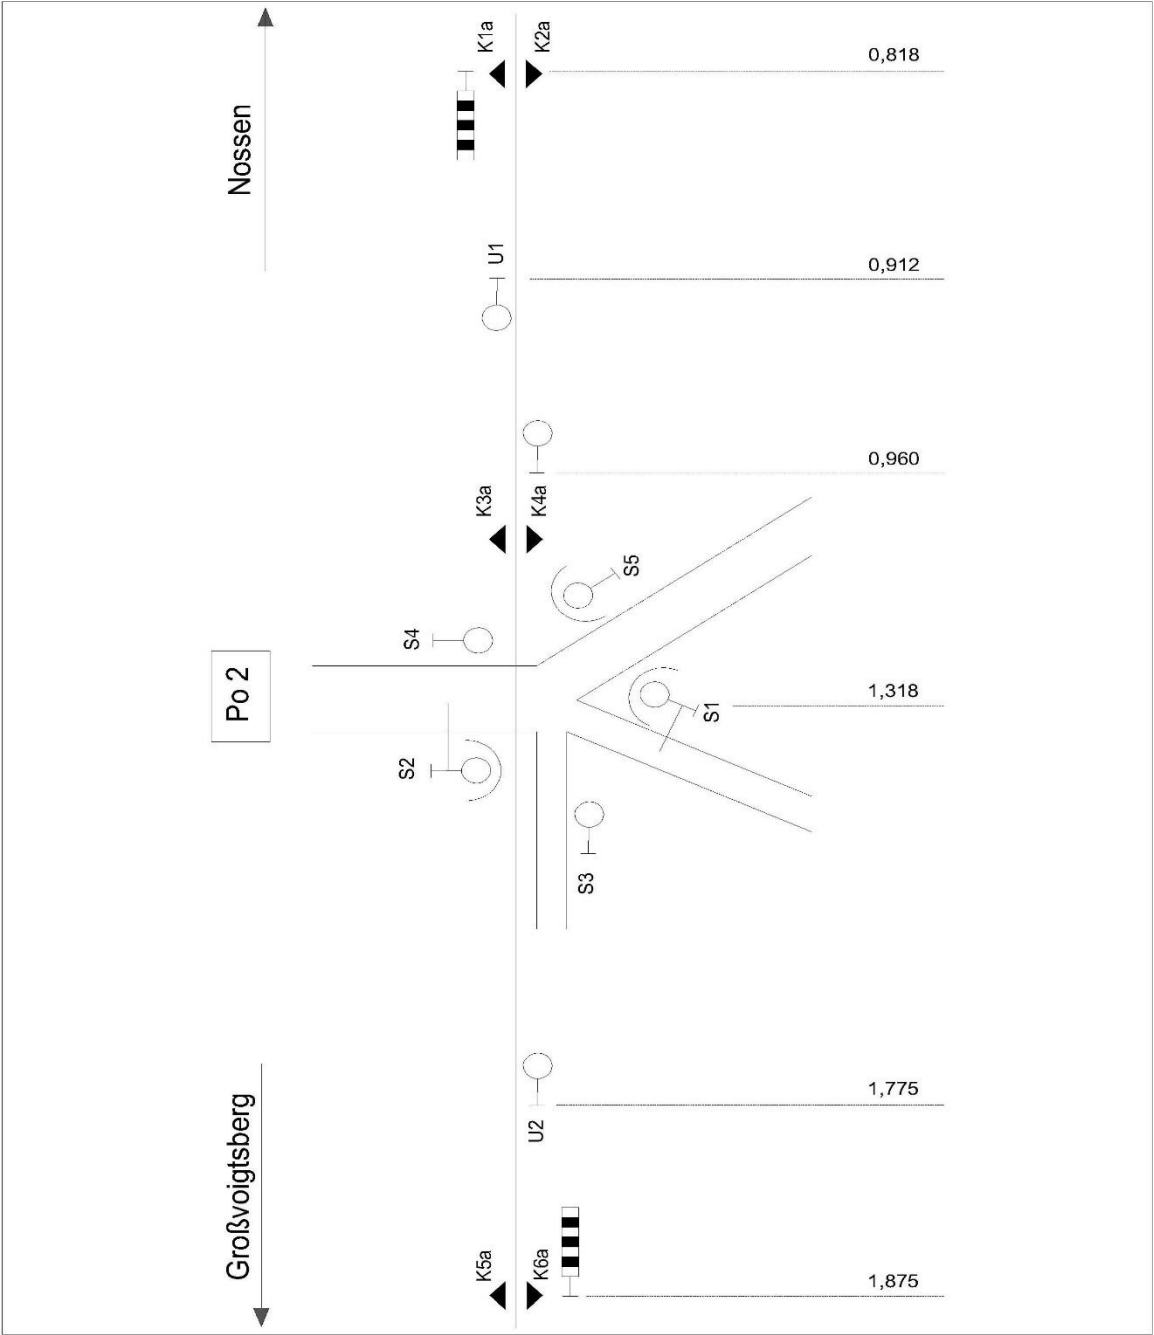 Nossen
K1a
K2a
0,818
U1
0,912
0,960
K3a
K4a
S5
S4
Po 2
S1
1,318
S2
S3
1,775
U2
Großvoigtsberg
K5a
K6a
1,875